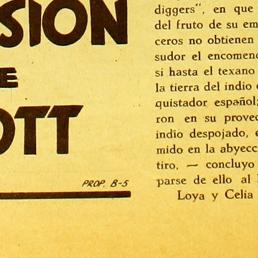 SION
E
OTT
PROP. B-5
diggers", en que
del fruto de su em
ceros no obtienen
sudor el encomend
si hasta el texano
la tierra del indio
quistador español;
ron en su provec
indio despojado, e
mido en la abyecc
tiro, — concluyo
parse de ello al
Loya y Celia